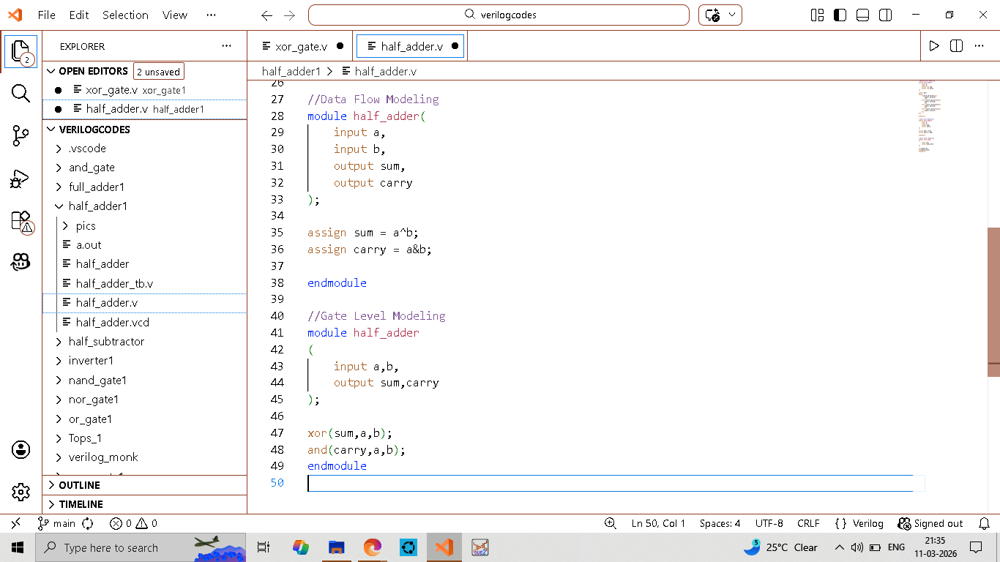 File Edit Selection View ··· verilogcodes
EXPLORER ···
2
OPEN EDITORS 2 unsaved
xor_gate.v xor_gate1
half_adder.v half_adder1
VERILOGCODES
.vscode
and_gate
full_adder1
half_adder1
pics
a.out
half_adder
half_adder_tb.v
half_adder.v
half_adder.vcd
half_subtractor
inverter1
nand_gate1
nor_gate1
or_gate1
Tops_1
verilog_monk
OUTLINE
TIMELINE
xor_gate.v half_adder.v ···
half_adder1 > half_adder.v
26
27 //Data Flow Modeling
28 module half_adder(
29 input a,
30 input b,
31 output sum,
32 output carry
33 );
34
35 assign sum = a^b;
36 assign carry = a&b;
37
38 endmodule
39
40 //Gate Level Modeling
41 module half_adder
42 (
43 input a,b,
44 output sum,carry
45 );
46
47 xor(sum,a,b);
48 and(carry,a,b);
49 endmodule
50
main 0 0 Ln 50, Col 1 Spaces: 4 UTF-8 CRLF {} Verilog Signed out
Type here to search 5 25°C Clear ENG 21:35
11-03-2026